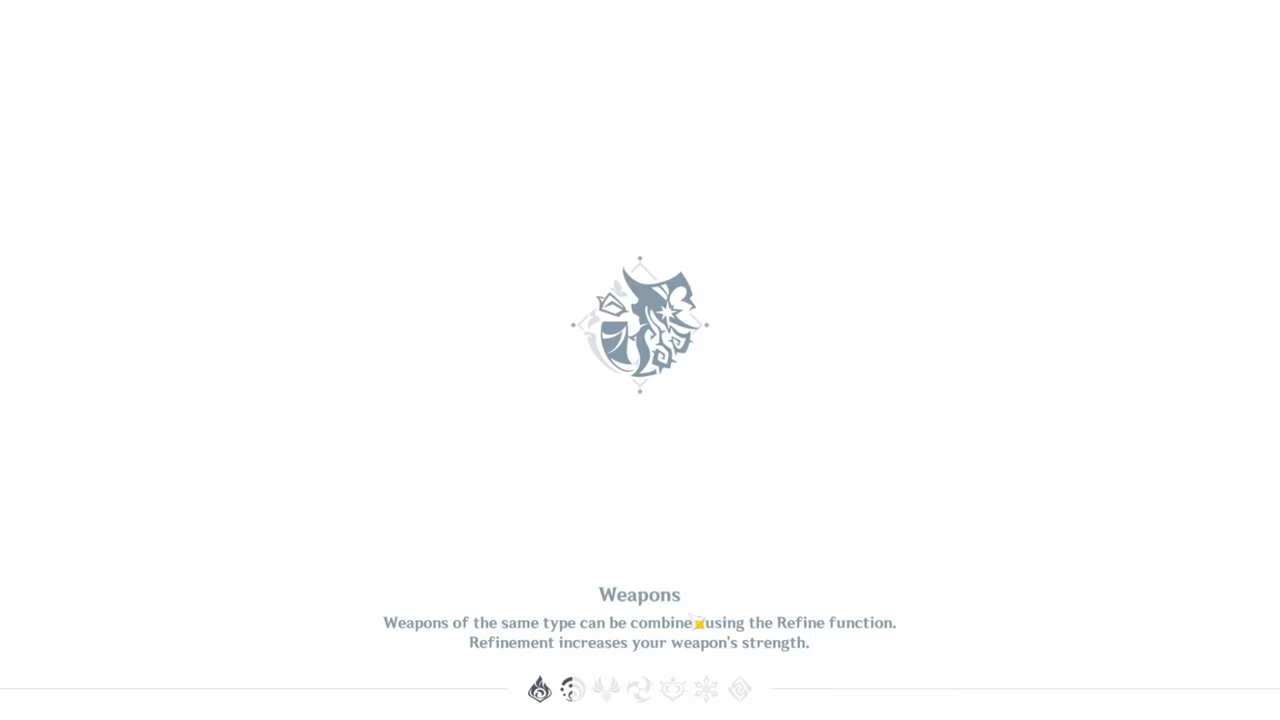 Weapons
Weapons of the same type can be combine using the Refine function.
Refinement increases your weapon's strength.